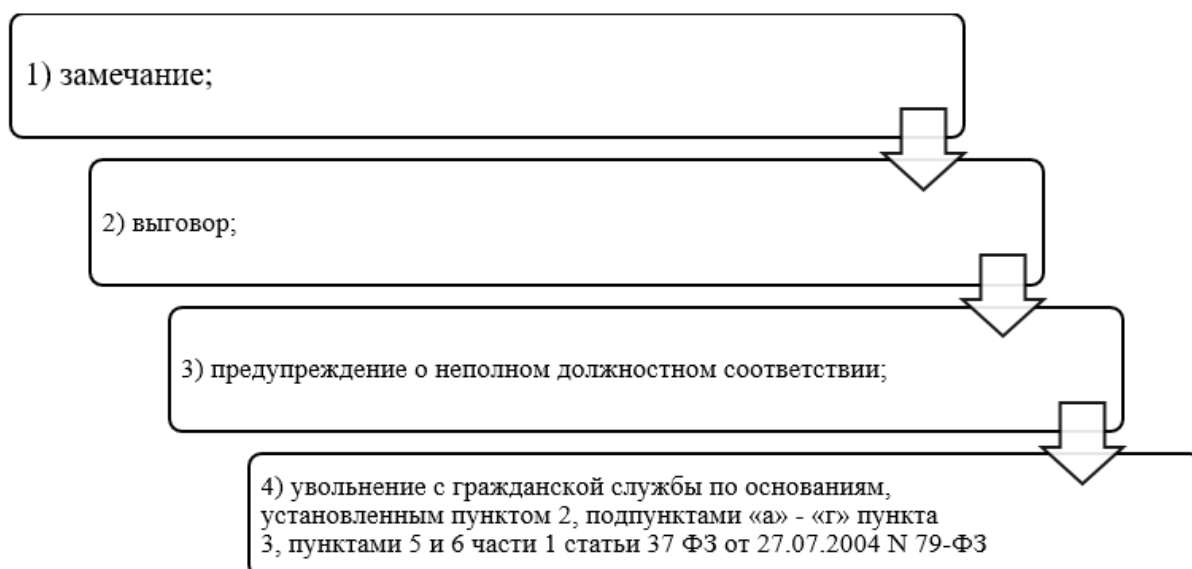 1) замечание;
2) выговор;
3) предупреждение о неполном должностном соответствии;
4) увольнение с гражданской службы по основаниям,
установленным пунктом 2, подпунктами «а» - «г» пункта
3, пунктами 5 и 6 части 1 статьи 37 ФЗ от 27.07.2004 N 79-ФЗ